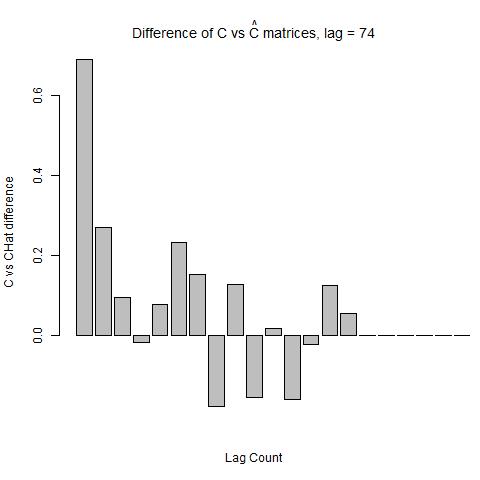 Difference of C vs Ĉ matrices, lag = 74
0.6
0.4
0.2
0.0
C vs CHat difference
Lag Count